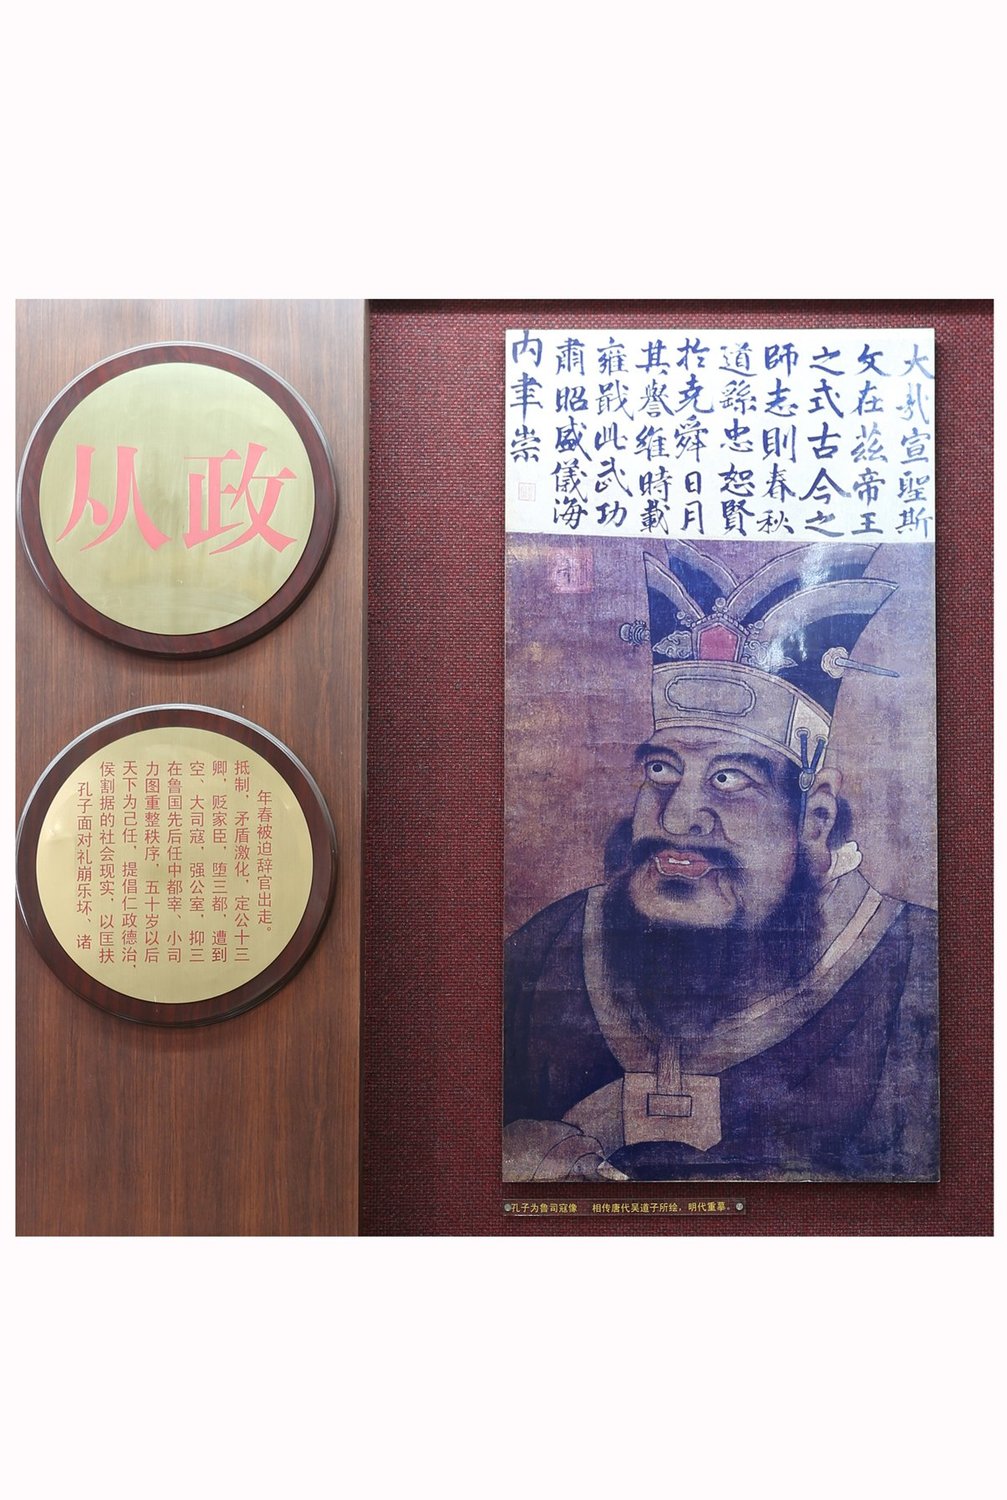 从政
孔子面对礼崩乐坏、诸
侯割据的社会现实，以匡扶
天下为己任，提倡仁政德治，
力图重整秩序，五十岁以后
在鲁国先后任中都宰、小司
空、大司寇，强公室，抑三
卿，贬家臣，堕三都，遭到
抵制，矛盾激化，定公十三
年春被迫辞官出走。
大哉宣聖斯
文在茲帝王
之式古今之
師志則春秋
道繇忠恕賢
扵尭舜日月
其譽維時載
雍戢此武功
肅昭盛儀海
内聿崇
孔子为鲁司寇像 相传唐代吴道子所绘，明代重摹。